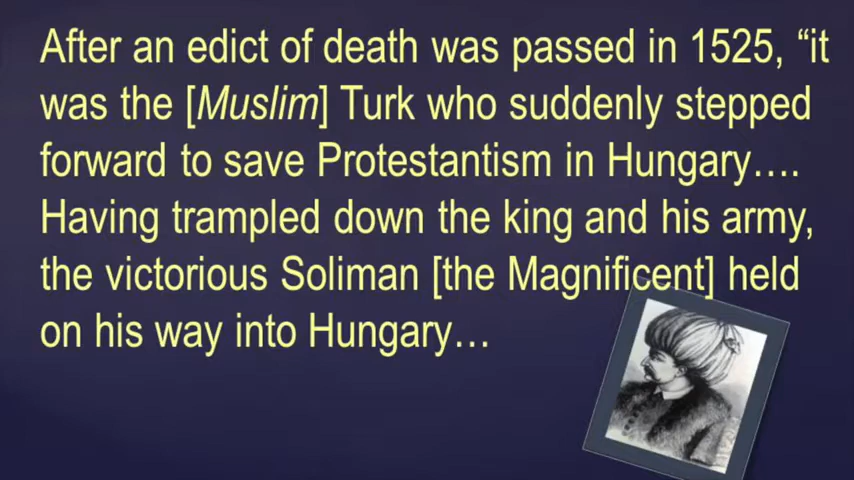 After an edict of death was passed in 1525, “it
was the [Muslim] Turk who suddenly stepped
forward to save Protestantism in Hungary….
Having trampled down the king and his army,
the victorious Soliman [the Magnificent] held
on his way into Hungary…